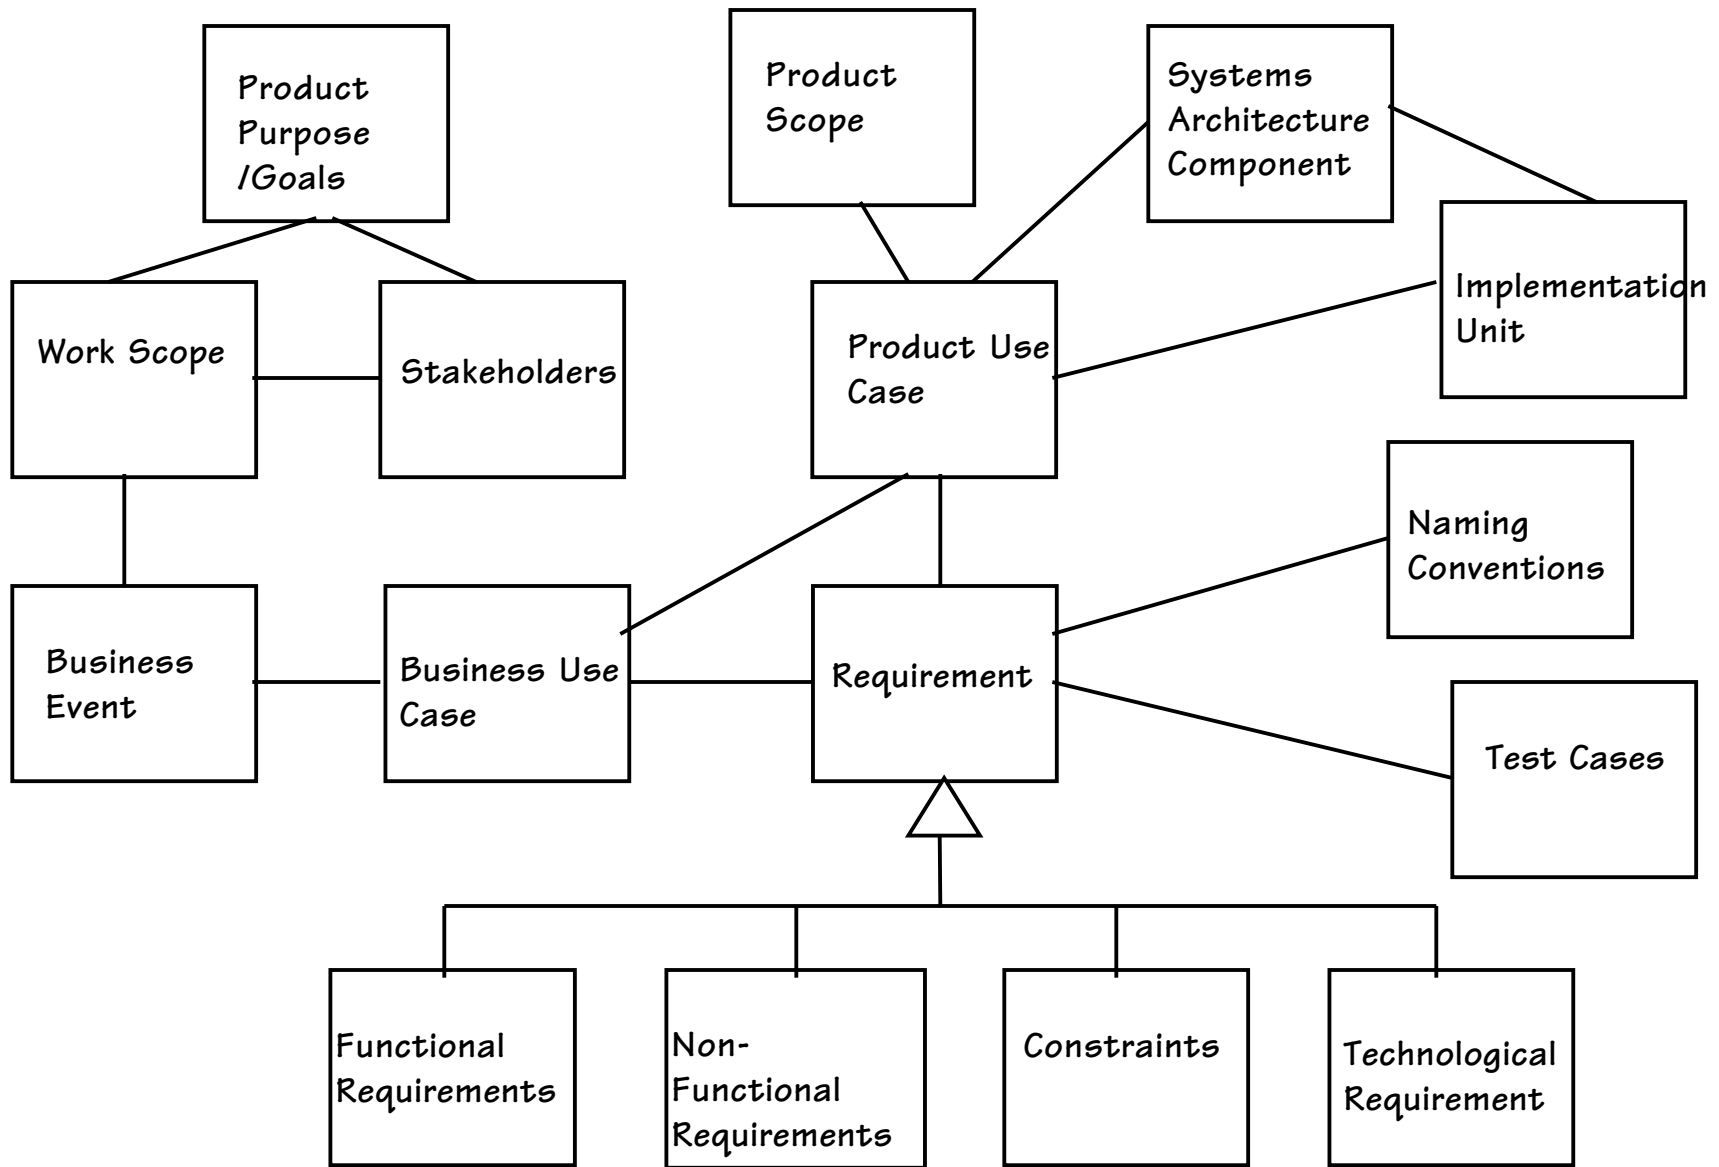 Product
Purpose
/Goals
Product
Scope
Systems
Architecture
Component
Work Scope
Stakeholders
Product Use
Case
Implementation
Unit
Naming
Conventions
Business
Event
Business Use
Case
Requirement
Test Cases
Functional
Requirements
Non-
Functional
Requirements
Constraints
Technological
Requirement